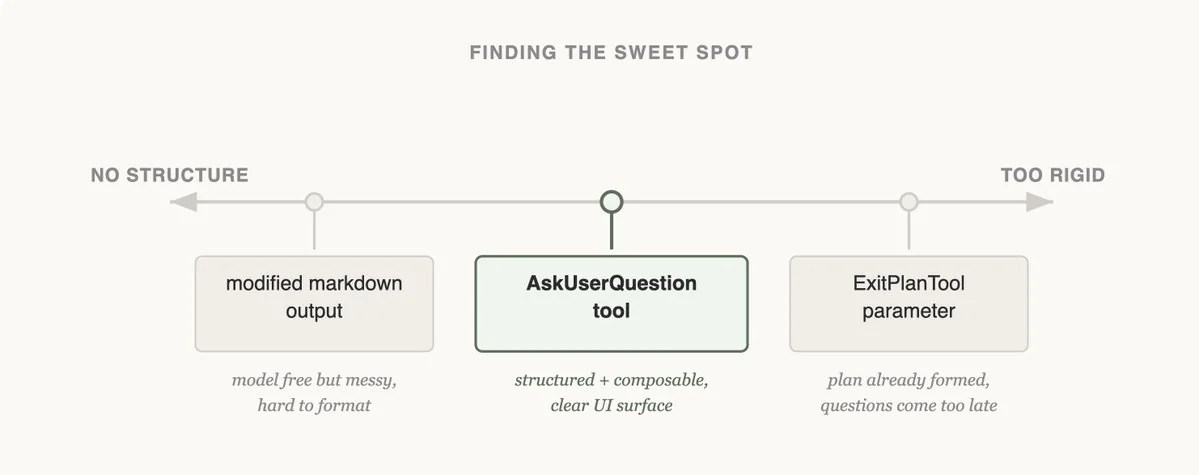 FINDING THE SWEET SPOT
NO STRUCTURE
TOO RIGID
modified markdown
output
AskUserQuestion
tool
ExitPlanTool
parameter
model free but messy,
hard to format
structured + composable,
clear UI surface
plan already formed,
questions come too late